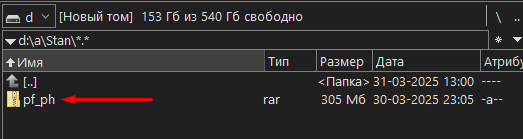 d [Новый том] 153 Гб из 540 Гб свободно \ ..
d:\a\Stan\*.*
Имя Тип Размер Дата Атрибу
[..] <Папка> 31-03-2025 13:00 ----
pf_ph rar 305 Мб 30-03-2025 23:05 -a--